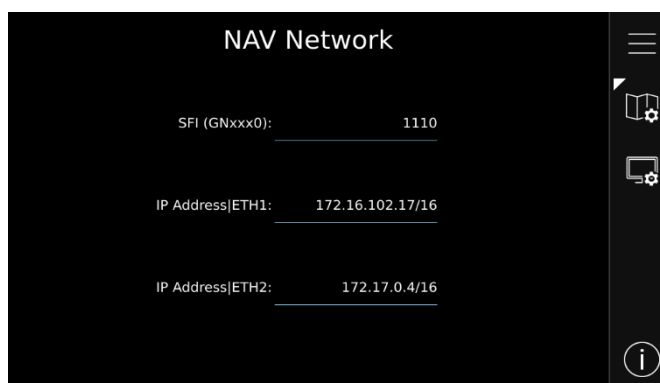 NAV Network
SFI (GNxxx0): 1110
IP Address|ETH1: 172.16.102.17/16
IP Address|ETH2: 172.17.0.4/16
i